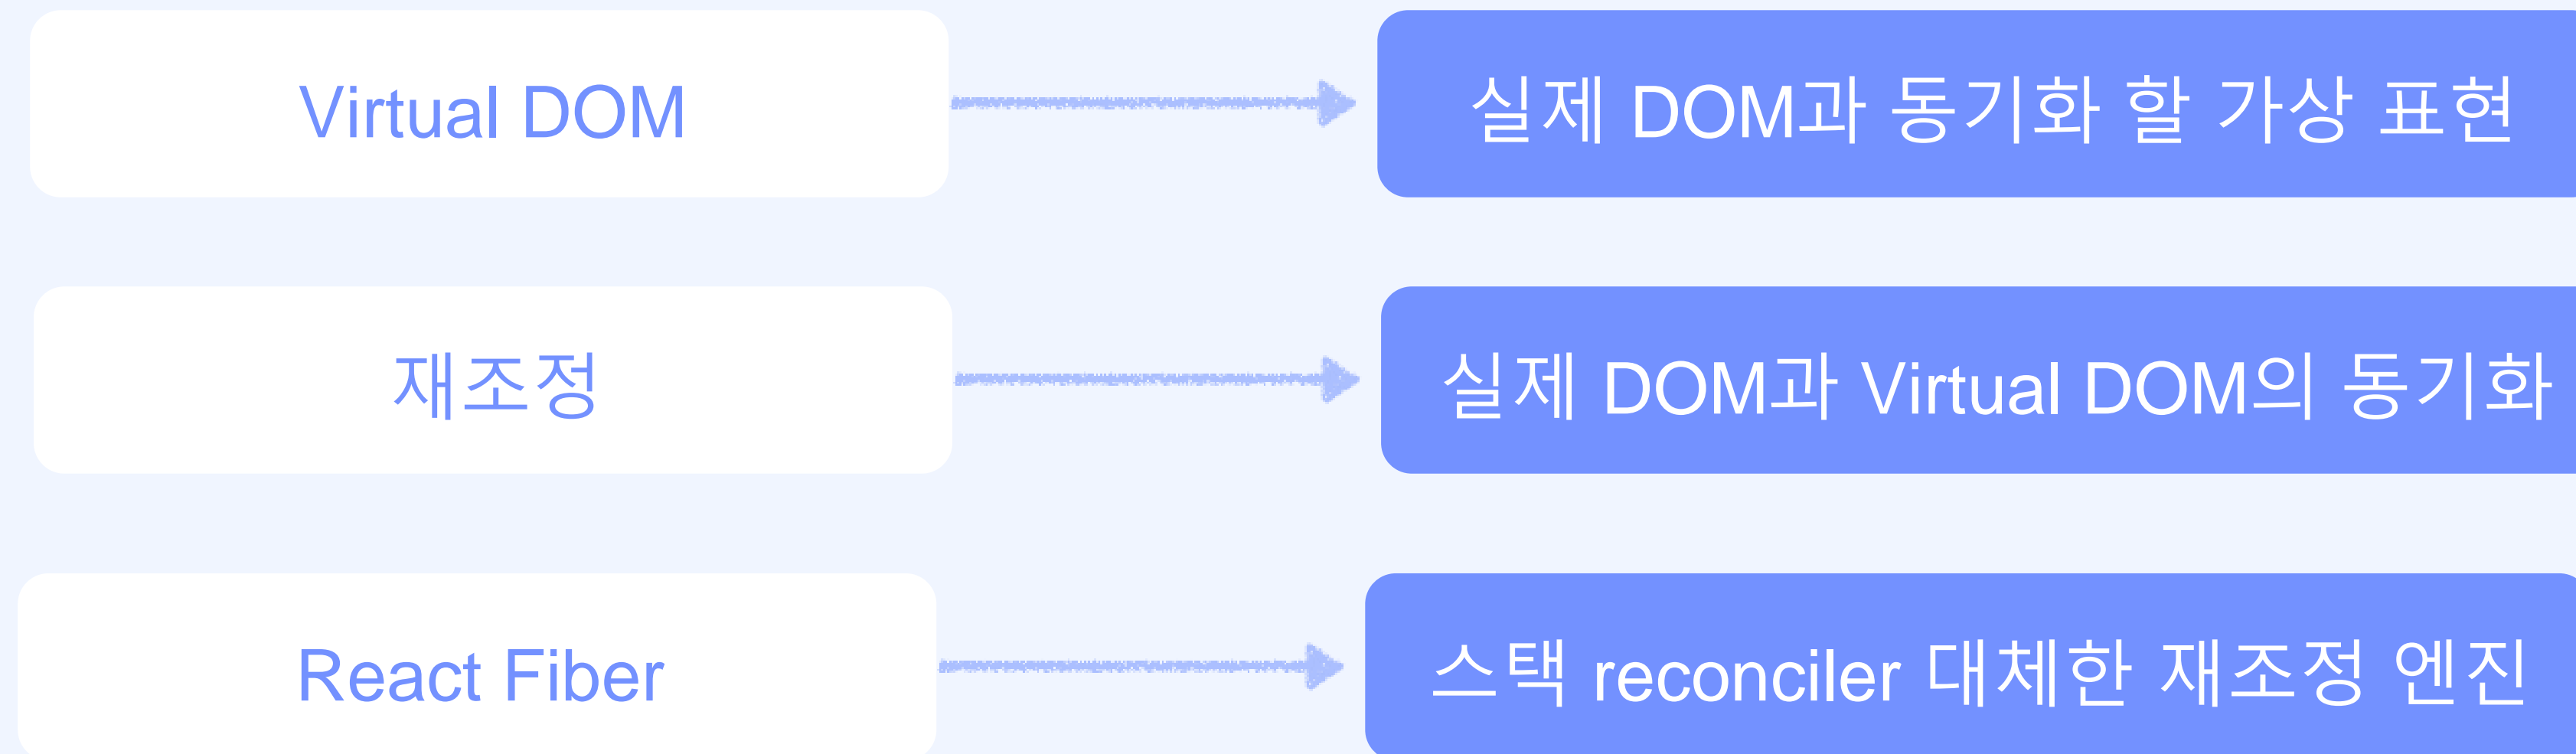 Virtual DOM
실제 DOM과 동기화 할 가상 표현
재조정
실제 DOM과 Virtual DOM의 동기화
React Fiber
스택 reconciler 대체한 재조정 엔진